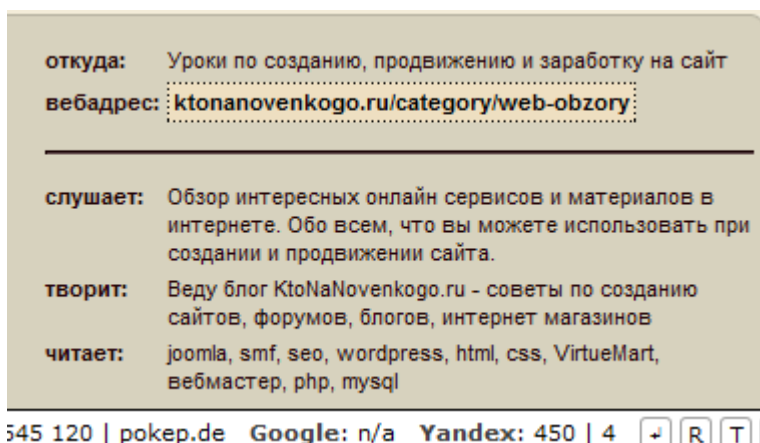 откуда: Уроки по созданию, продвижению и заработку на сайт
вебадрес: ktonanovenkogo.ru/category/web-obzory
слушает: Обзор интересных онлайн сервисов и материалов в
интернете. Обо всем, что вы можете использовать при
создании и продвижении сайта.
творит: Веду блог KtoNaNovenkogo.ru - советы по созданию
сайтов, форумов, блогов, интернет магазинов
читает: joomla, smf, seo, wordpress, html, css, VirtueMart,
вебмастер, php, mysql
545 120 | pokep.de Google: n/a Yandex: 450 | 4 ↲ R T